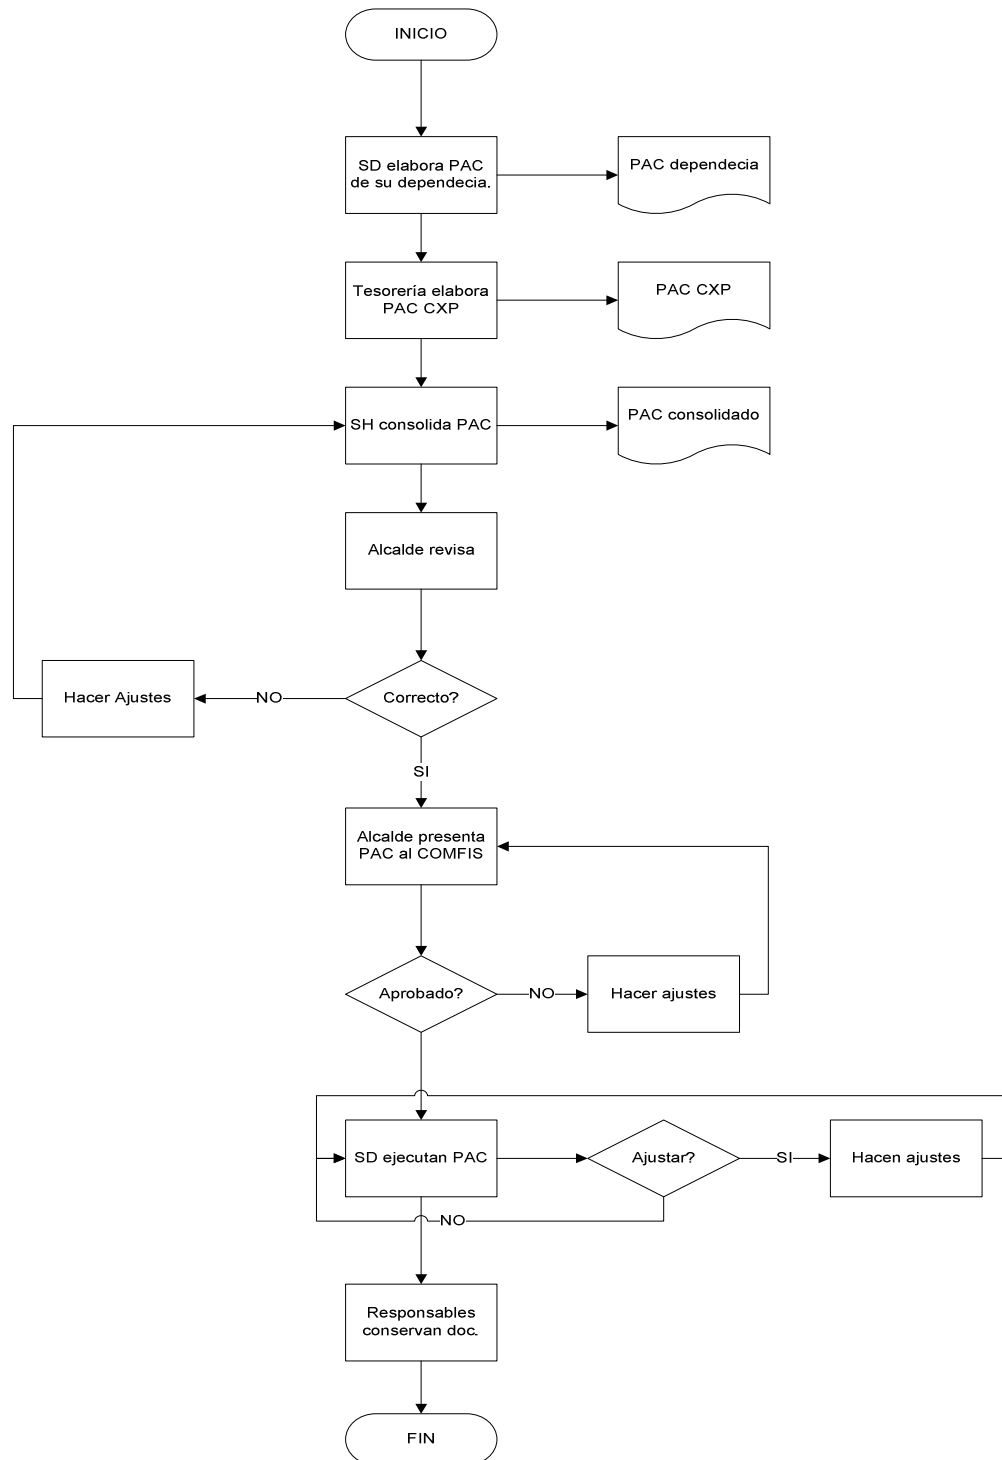 INICIO
SD elabora PAC
de su dependecia.
PAC dependecia
Tesorería elabora
PAC CXP
PAC CXP
SH consolida PAC
PAC consolidado
Alcalde revisa
Hacer Ajustes
NO
Correcto?
SI
Alcalde presenta
PAC al COMFIS
Aprobado?
NO
Hacer ajustes
SD ejecutan PAC
Ajustar?
SI
Hacen ajustes
NO
Responsables
conservan doc.
FIN